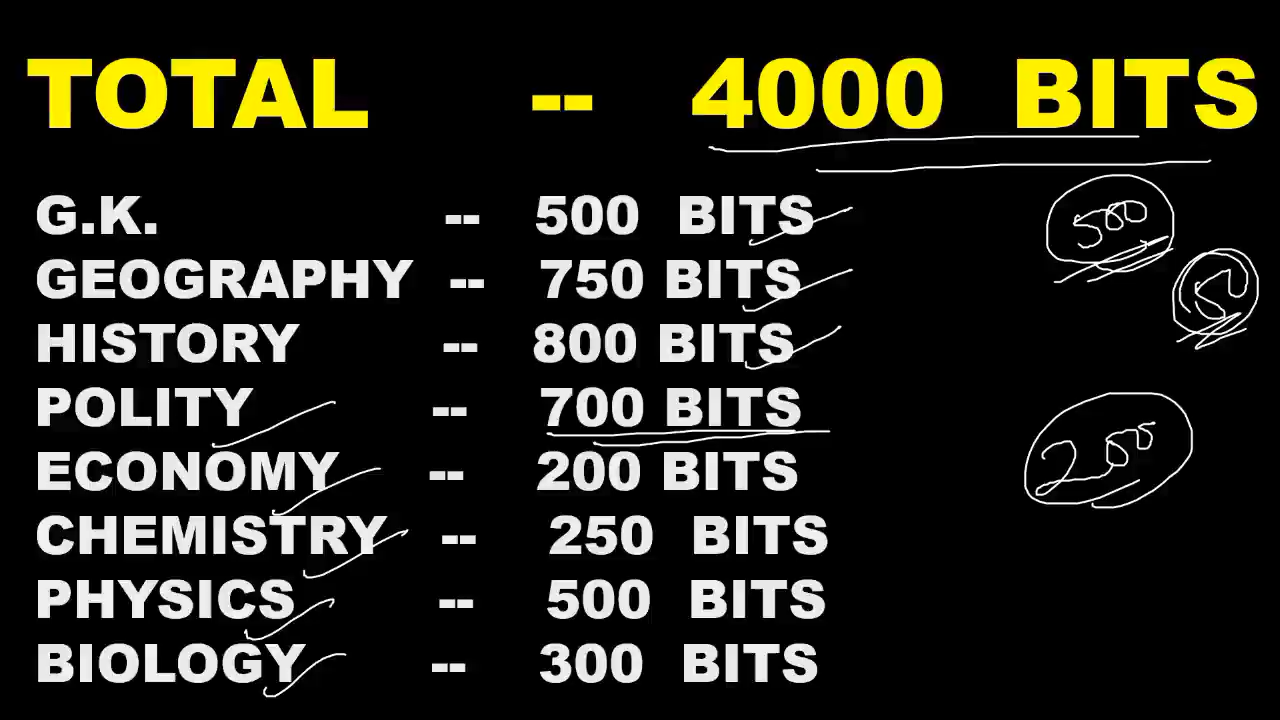 TOTAL -- 4000 BITS
G.K. -- 500 BITS
500
GEOGRAPHY -- 750 BITS
HISTORY -- 800 BITS
POLITY -- 700 BITS
200
ECONOMY -- 200 BITS
CHEMISTRY -- 250 BITS
PHYSICS -- 500 BITS
BIOLOGY -- 300 BITS